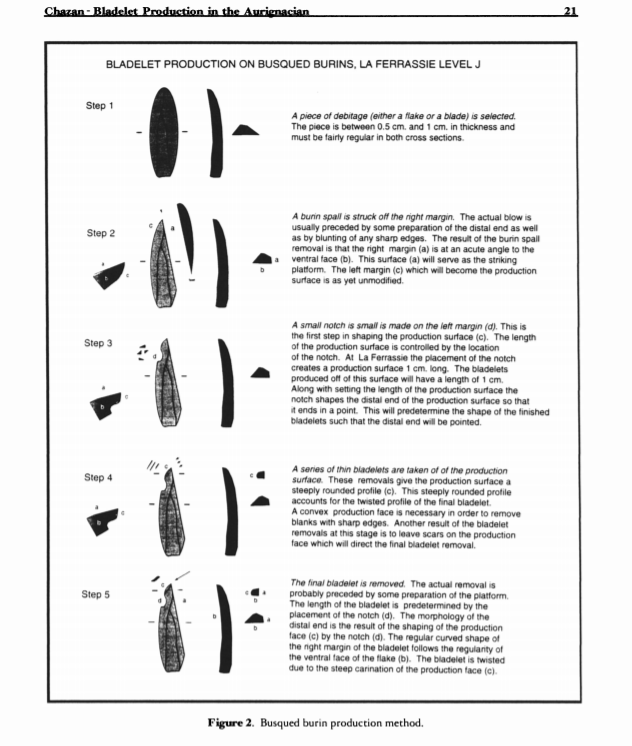 Chazan - Bladelet Production in the Aurignacian 21
BLADELET PRODUCTION ON BUSQUED BURINS, LA FERRASSIE LEVEL J
Step 1
A piece of debitage (either a flake or a blade) is selected.
The piece is between 0.5 cm. and 1 cm. in thickness and
must be fairly regular in both cross sections.
Step 2
c
a
a
b
c
a
b
A burin spall is struck off the right margin. The actual blow is
usually preceded by some preparation of the distal end as well
as by blunting of any sharp edges. The result of the burin spall
removal is that the right margin (a) is at an acute angle to the
ventral face (b). This surface (a) will serve as the striking
platform. The left margin (c) which will become the production
surface is as yet unmodified.
Step 3
d
a
b
c
A small notch is small is made on the left margin (d). This is
the first step in shaping the production surface (c). The length
of the production surface is controlled by the location
of the notch. At La Ferrassie the placement of the notch
creates a production surface 1 cm. long. The bladelets
produced off of this surface will have a length of 1 cm.
Along with setting the length of the production surface the
notch shapes the distal end of the production surface so that
it ends in a point. This will predetermine the shape of the finished
bladelets such that the distal end will be pointed.
Step 4
c
a
b
c
c
A series of thin bladelets are taken of of the production
surface. These removals give the production surface a
steeply rounded profile (c). This steeply rounded profile
accounts for the twisted profile of the final bladelet.
A convex production face is necessary in order to remove
blanks with sharp edges. Another result of the bladelet
removals at this stage is to leave scars on the production
face which will direct the final bladelet removal.
Step 5
c
d
a
b
c
a
b
a
b
The final bladelet is removed. The actual removal is
probably preceded by some preparation of the platform.
The length of the bladelet is predetermined by the
placement of the notch (d). The morphology of the
distal end is the result of the shaping of the production
face (c) by the notch (d). The regular curved shape of
the right margin of the bladelet follows the regularity of
the ventral face of the flake (b). The bladelet is twisted
due to the steep carination of the production face (c).
Figure 2. Busqued burin production method.